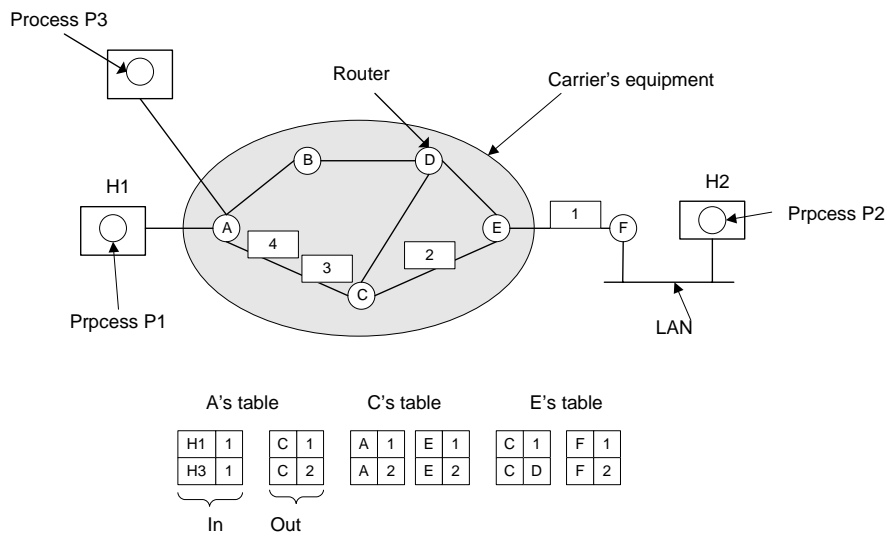 Process P3
Router
Carrier's equipment
H1
B
D
H2
1
Prpcess P2
A
4
E
F
3
2
C
Prpcess P1
LAN
A's table
C's table
E's table
H1 1 C 1 A 1 E 1 C 1 F 1
H3 1 C 2 A 2 E 2 C D F 2
In
Out